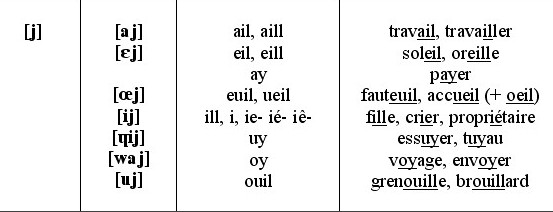 [j] [aj] ail, aill travail, travailler
[ɛj] eil, eill soleil, oreille
ay payer
[œj] euil, ueil fauteuil, accueil (+ oeil)
[ij] ill, i, ie- ié- iê- fille, crier, propriétaire
[ɥij] uy essuyer, tuyau
[waj] oy voyage, envoyer
[uj] ouil grenouille, brouillard